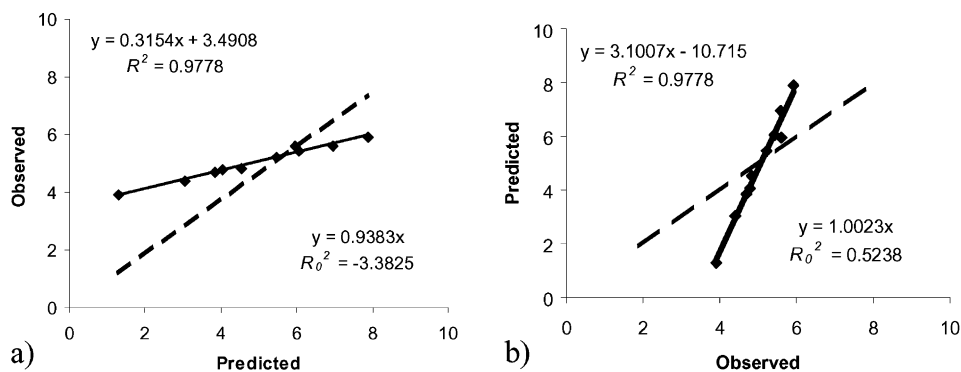 y = 0.3154x + 3.4908
R² = 0.9778
y = 0.9383x
R₀² = -3.3825
Observed
10
8
6
4
2
0
0 2 4 6 8 10
Predicted
a)
y = 3.1007x - 10.715
R² = 0.9778
y = 1.0023x
R₀² = 0.5238
Predicted
10
8
6
4
2
0
0 2 4 6 8 10
Observed
b)